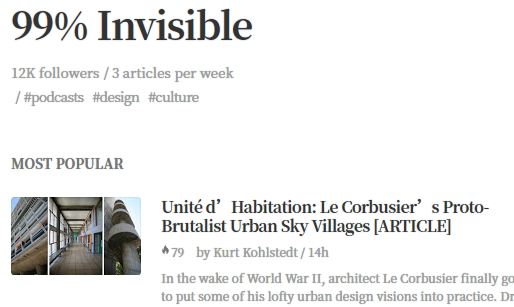 99% Invisible
12K followers / 3 articles per week
/ #podcasts #design #culture
MOST POPULAR
Unité d’Habitation: Le Corbusier’s Proto-
Brutalist Urban Sky Villages [ARTICLE]
79 by Kurt Kohlstedt / 14h
In the wake of World War II, architect Le Corbusier finally go
to put some of his lofty urban design visions into practice. Dr